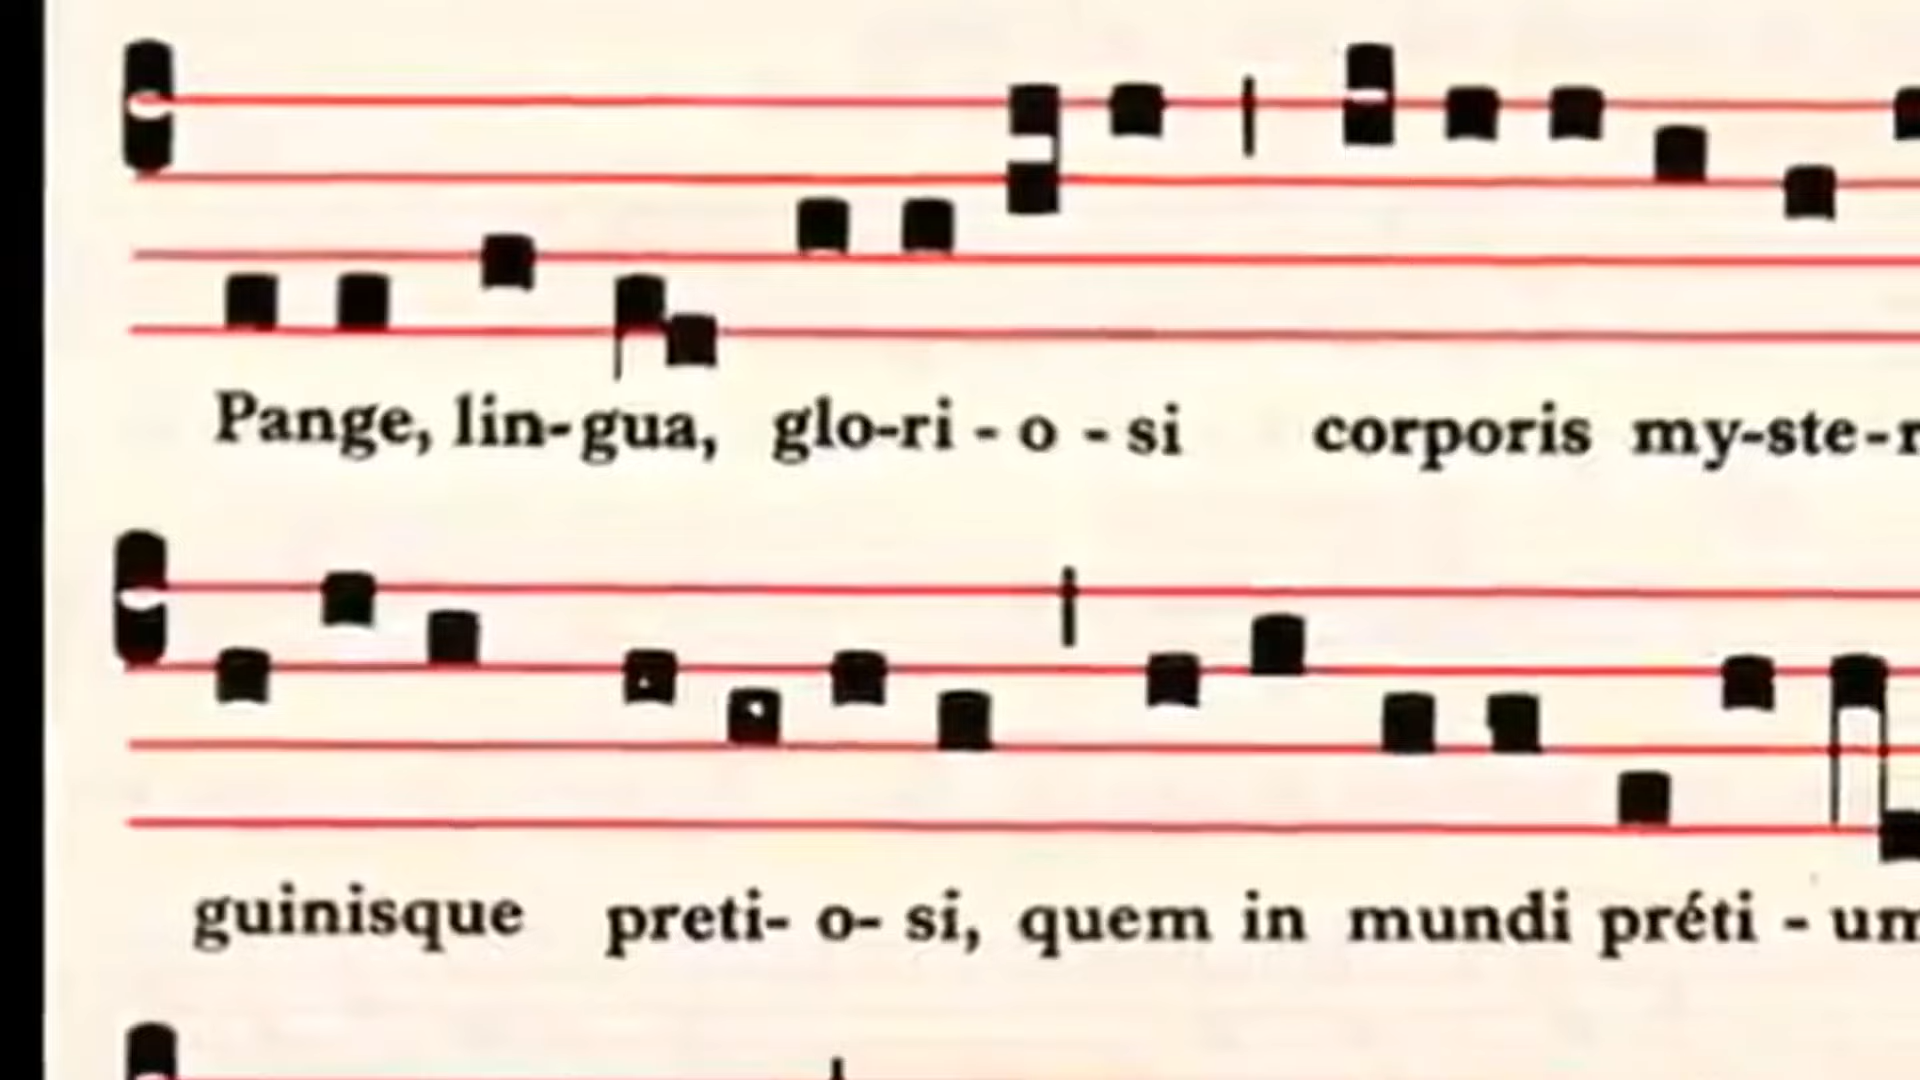 Pange, lin-gua, glo-ri - o - si corporis my-ste-
guinisque preti- o- si, quem in mundi préti - um